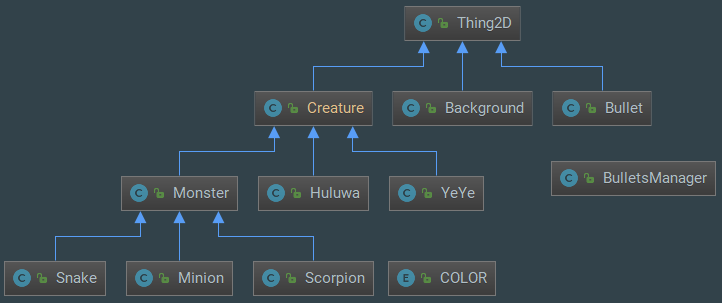 C Thing2D
C Creature
C Background
C Bullet
C BulletsManager
C Monster
C Huluwa
C YeYe
C Snake
C Minion
C Scorpion
E COLOR